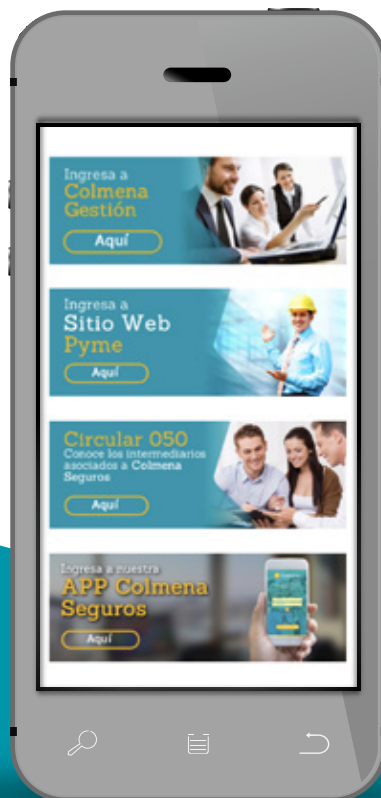 Ingresa a
Colmena
Gestión
Aquí
Ingresa a
Sitio Web
Pyme
Aquí
Circular 050
Conoce los intermediarios
asociados a Colmena
Seguros
Aquí
Ingresa a nuestra
APP Colmena
Seguros
Aquí